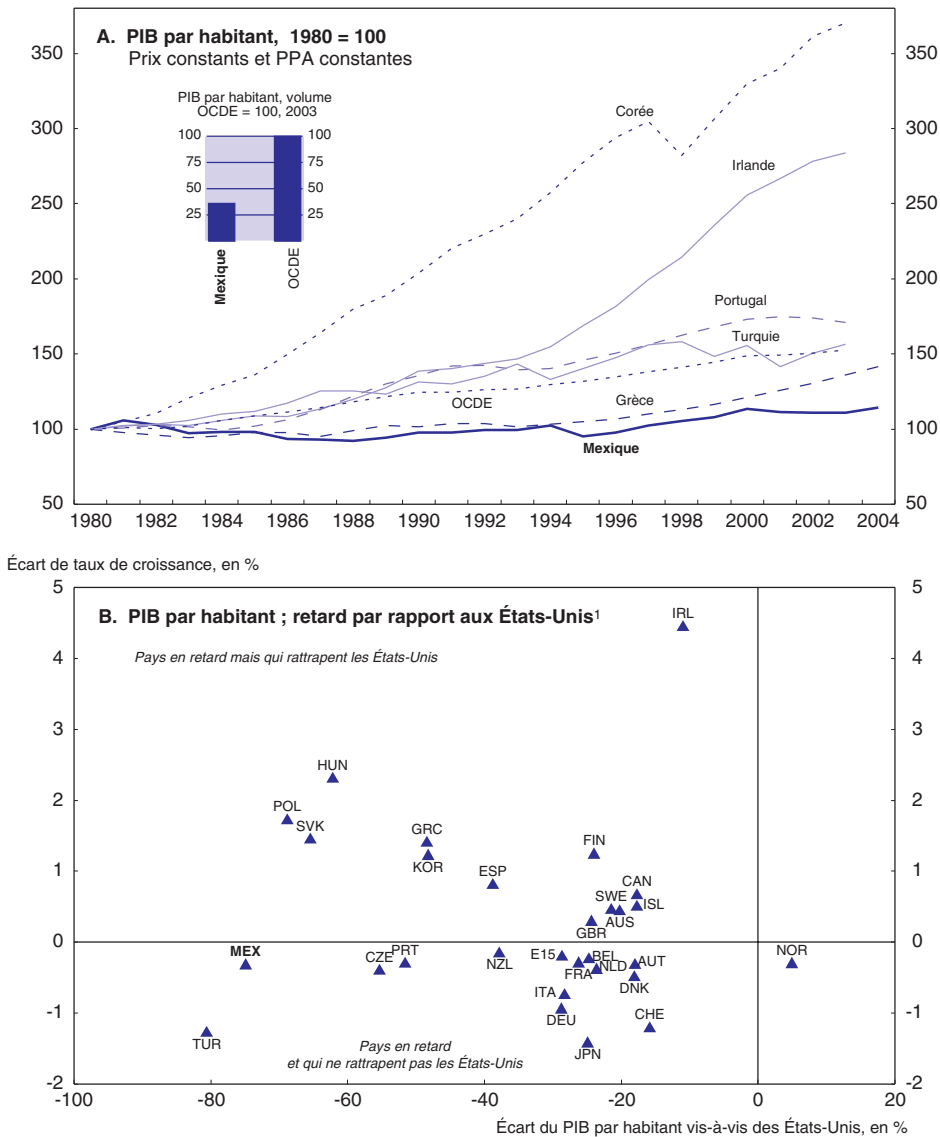 A. PIB par habitant, 1980 = 100
Prix constants et PPA constantes
PIB par habitant, volume
OCDE = 100, 2003
100 100
75 75
50 50
25 25
Mexique
OCDE
350 350
300 300
250 250
200 200
150 150
100 100
50 50
Corée
Irlande
Portugal
Turquie
OCDE
Grèce
Mexique
1980 1982 1984 1986 1988 1990 1992 1994 1996 1998 2000 2002 2004
Écart de taux de croissance, en %
B. PIB par habitant ; retard par rapport aux États-Unis1
Pays en retard mais qui rattrapent les États-Unis
5 5
4 4
3 3
2 2
1 1
0 0
-1 -1
-2 -2
IRL
HUN
POL
SVK
GRC
KOR
FIN
ESP
CAN
SWE
ISL
AUS
GBR
MEX
CZE
PRT
NZL
E15
BEL
FRA
NLD
AUT
NOR
DNK
ITA
DEU
CHE
TUR
JPN
Pays en retard
et qui ne rattrapent pas les États-Unis
-100 -80 -60 -40 -20 0 20
Écart du PIB par habitant vis-à-vis des États-Unis, en %